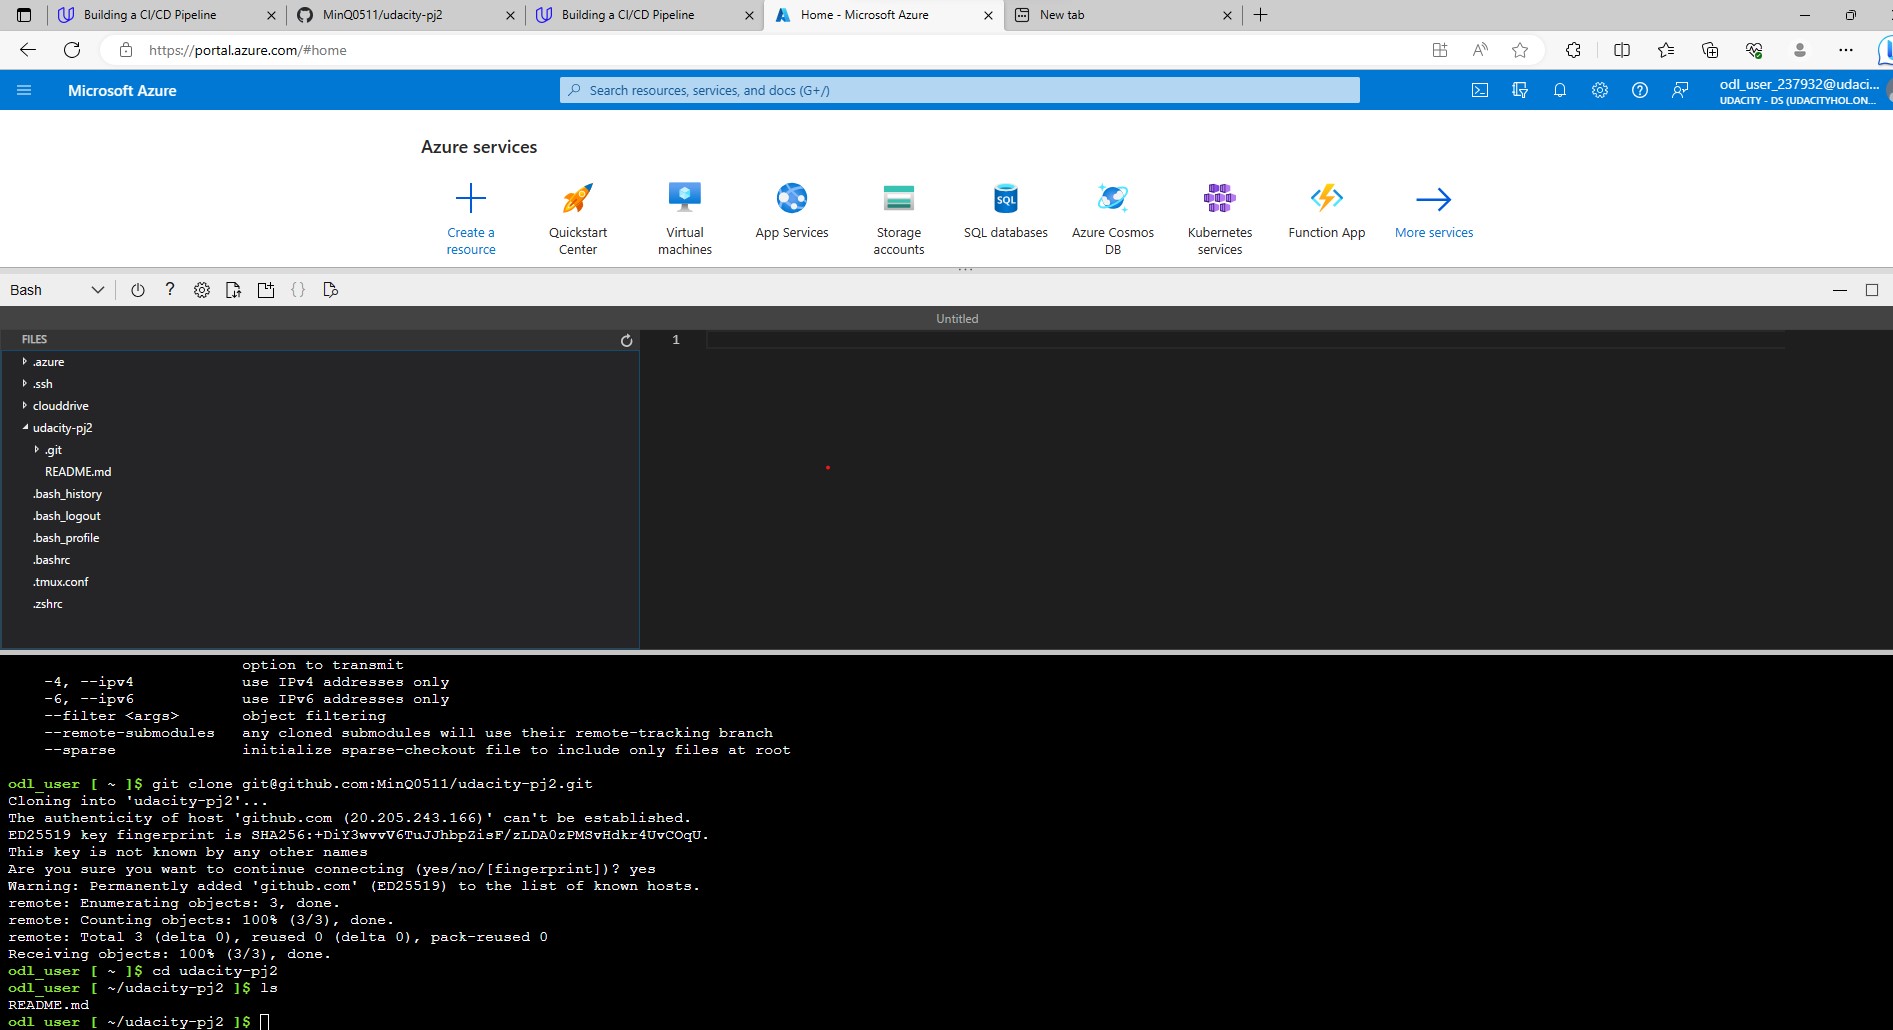 Building a CI/CD Pipeline
MinQ0511/udacity-pj2
Building a CI/CD Pipeline
Home - Microsoft Azure
New tab
https://portal.azure.com/#home
Microsoft Azure
Search resources, services, and docs (G+/)
odl_user_237932@udaci...
UDACITY - DS (UDACITYHOL.ON...
Azure services
Create a resource
Quickstart Center
Virtual machines
App Services
Storage accounts
SQL databases
Azure Cosmos DB
Kubernetes services
Function App
More services
Bash
Untitled
FILES
1
.azure
.ssh
clouddrive
udacity-pj2
.git
README.md
.bash_history
.bash_logout
.bash_profile
.bashrc
.tmux.conf
.zshrc
option to transmit
-4, --ipv4 use IPv4 addresses only
-6, --ipv6 use IPv6 addresses only
--filter <args> object filtering
--remote-submodules any cloned submodules will use their remote-tracking branch
--sparse initialize sparse-checkout file to include only files at root
odl_user [ ~ ]$ git clone git@github.com:MinQ0511/udacity-pj2.git
Cloning into 'udacity-pj2'...
The authenticity of host 'github.com (20.205.243.166)' can't be established.
ED25519 key fingerprint is SHA256:+DiY3wvvV6TuJJhbpZisF/zLDA0zPMSvHdkr4UvCOqU.
This key is not known by any other names
Are you sure you want to continue connecting (yes/no/[fingerprint])? yes
Warning: Permanently added 'github.com' (ED25519) to the list of known hosts.
remote: Enumerating objects: 3, done.
remote: Counting objects: 100% (3/3), done.
remote: Total 3 (delta 0), reused 0 (delta 0), pack-reused 0
Receiving objects: 100% (3/3), done.
odl_user [ ~ ]$ cd udacity-pj2
odl_user [ ~/udacity-pj2 ]$ ls
README.md
odl_user [ ~/udacity-pj2 ]$